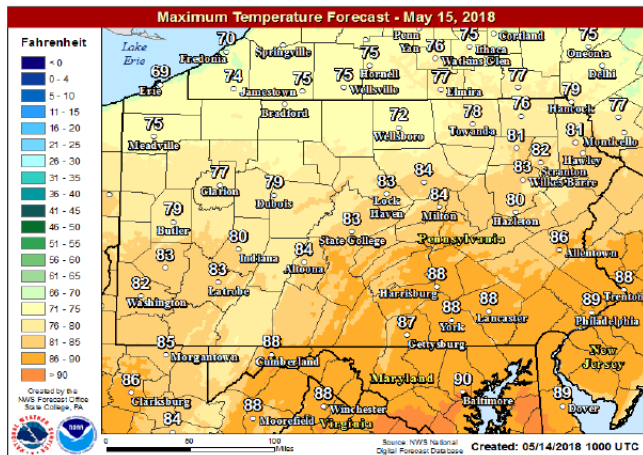 Maximum Temperature Forecast - May 15, 2018
Fahrenheit
< 0
0 - 4
5 - 10
11 - 15
16 - 20
21 - 25
26 - 30
31 - 35
36 - 40
41 - 45
46 - 50
51 - 55
56 - 60
61 - 65
66 - 70
71 - 75
76 - 80
81 - 85
86 - 90
> 90
Created by the
NWS Forecast Office
State College, PA
Lake
Erie
70
Fredonia
Springville
Penn
Yan
75
Cortland
Ithaca
76
Watkins Glen
75
Oneonta
Delhi
69
Erie
74
Jamestown
75
75
Hornell
75
Wellsville
77
Elmira
77
79
Hancock
77
Monticello
Bradford
75
Meadville
72
Wellsboro
78
Towanda
76
81
81
Hawley
82
Scranton
83
Wilkes-Barre
77
Clarion
79
Dubois
83
Lock
Haven
84
84
Milton
80
Hazleton
79
Butler
83
State College
Pennsylvania
80
Indiana
84
Altoona
86
Allentown
83
83
Latrobe
82
Washington
88
Harrisburg
88
Trenton
88
York
88
Lancaster
89
Philadelphia
87
Gettysburg
85
Morgantown
88
Cumberland
New
Jersey
Maryland
86
Clarksburg
84
88
Moorefield
88
Winchester
Virginia
90
Baltimore
89
Dover
0
50
100
Miles
Source: NWS National
Digital Forecast Database
Created: 05/14/2018 1000 UTC